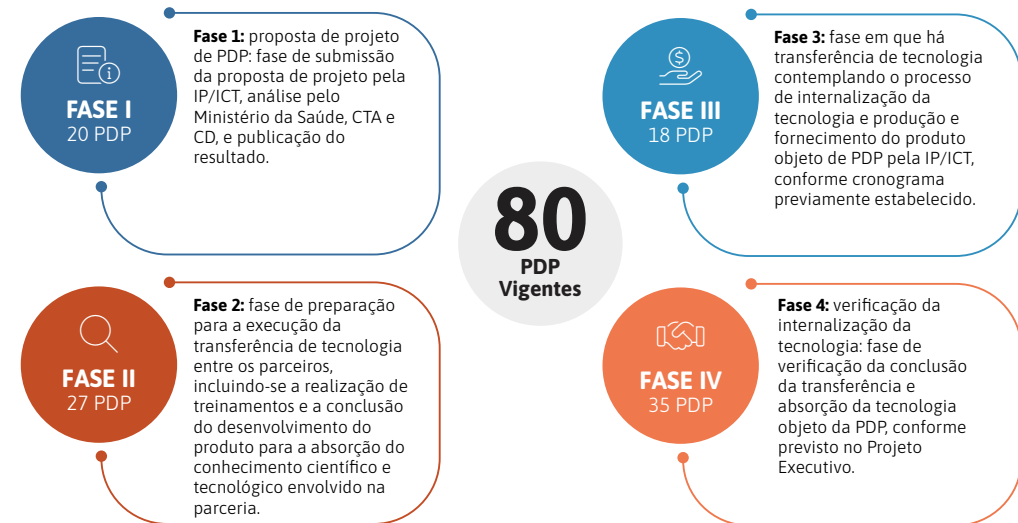 FASE I
20 PDP
Fase 1: proposta de projeto
de PDP: fase de submissão
da proposta de projeto pela
IP/ICT, análise pelo
Ministério da Saúde, CTA e
CD, e publicação do
resultado.
FASE II
27 PDP
Fase 2: fase de preparação
para a execução da
transferência de tecnologia
entre os parceiros,
incluindo-se a realização de
treinamentos e a conclusão
do desenvolvimento do
produto para a absorção do
conhecimento científico e
tecnológico envolvido na
parceria.
80
PDP
Vigentes
FASE III
18 PDP
Fase 3: fase em que há
transferência de tecnologia
contemplando o processo
de internalização da
tecnologia e produção e
fornecimento do produto
objeto de PDP pela IP/ICT,
conforme cronograma
previamente estabelecido.
FASE IV
35 PDP
Fase 4: verificação da
internalização da
tecnologia: fase de
verificação da conclusão
da transferência e
absorção da tecnologia
objeto da PDP, conforme
previsto no Projeto
Executivo.